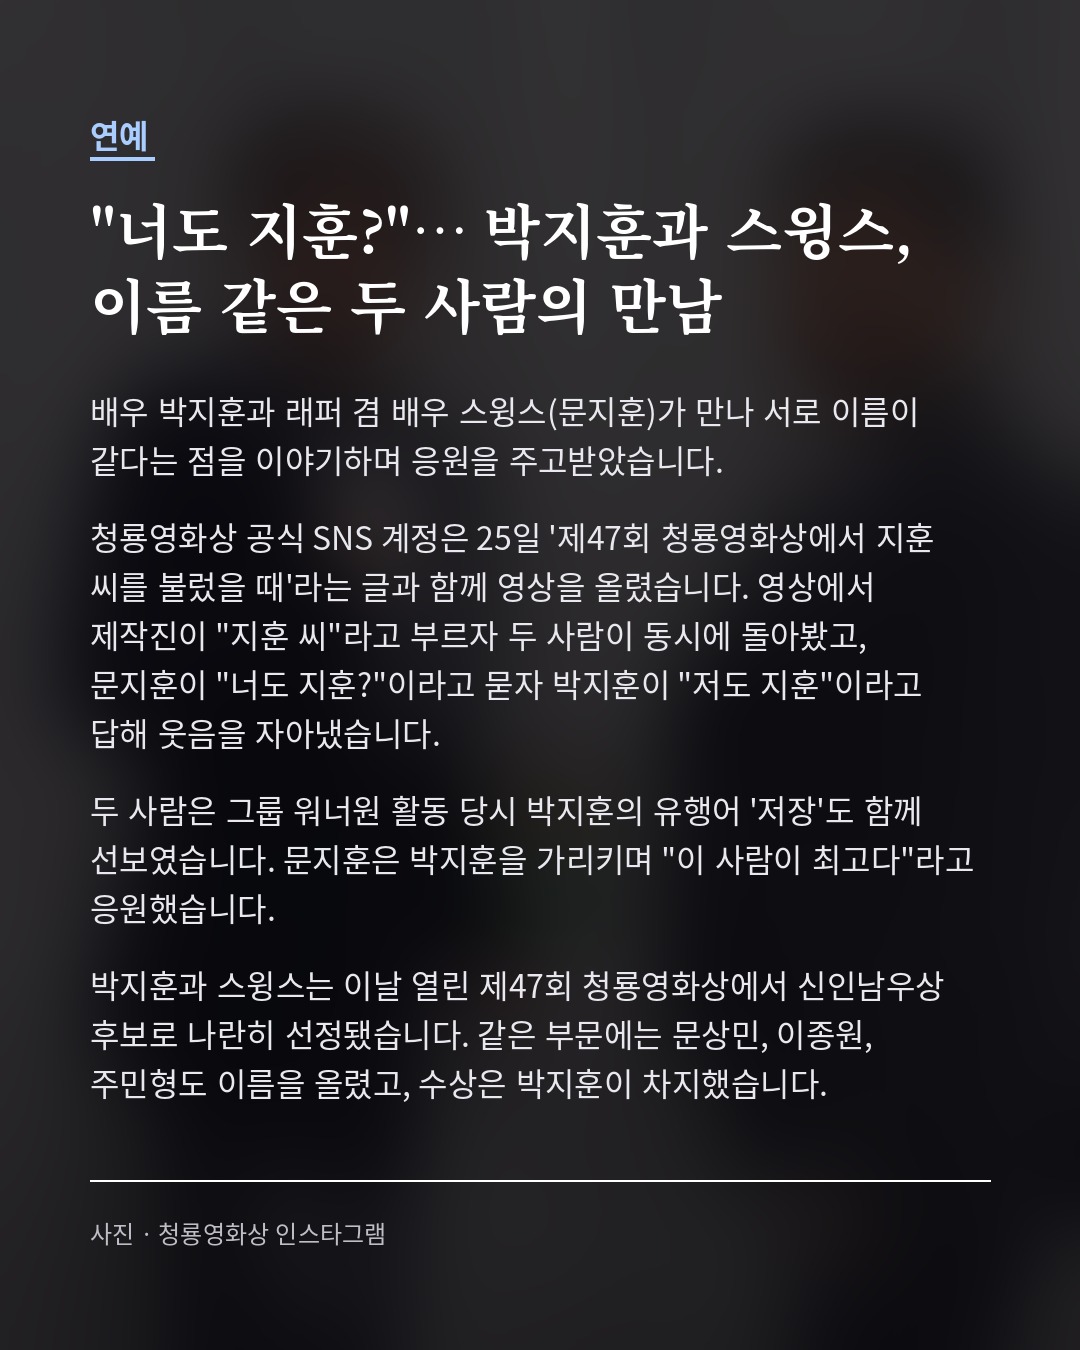 연예
"너도 지훈?"… 박지훈과 스윙스,
이름 같은 두 사람의 만남
배우 박지훈과 래퍼 겸 배우 스윙스(문지훈)가 만나 서로 이름이
같다는 점을 이야기하며 응원을 주고받았습니다.
청룡영화상 공식 SNS 계정은 25일 '제47회 청룡영화상에서 지훈
씨를 불렀을 때'라는 글과 함께 영상을 올렸습니다. 영상에서
제작진이 "지훈 씨"라고 부르자 두 사람이 동시에 돌아봤고,
문지훈이 "너도 지훈?"이라고 묻자 박지훈이 "저도 지훈"이라고
답해 웃음을 자아냈습니다.
두 사람은 그룹 워너원 활동 당시 박지훈의 유행어 '저장'도 함께
선보였습니다. 문지훈은 박지훈을 가리키며 "이 사람이 최고다"라고
응원했습니다.
박지훈과 스윙스는 이날 열린 제47회 청룡영화상에서 신인남우상
후보로 나란히 선정됐습니다. 같은 부문에는 문상민, 이종원,
주민형도 이름을 올렸고, 수상은 박지훈이 차지했습니다.
사진 · 청룡영화상 인스타그램